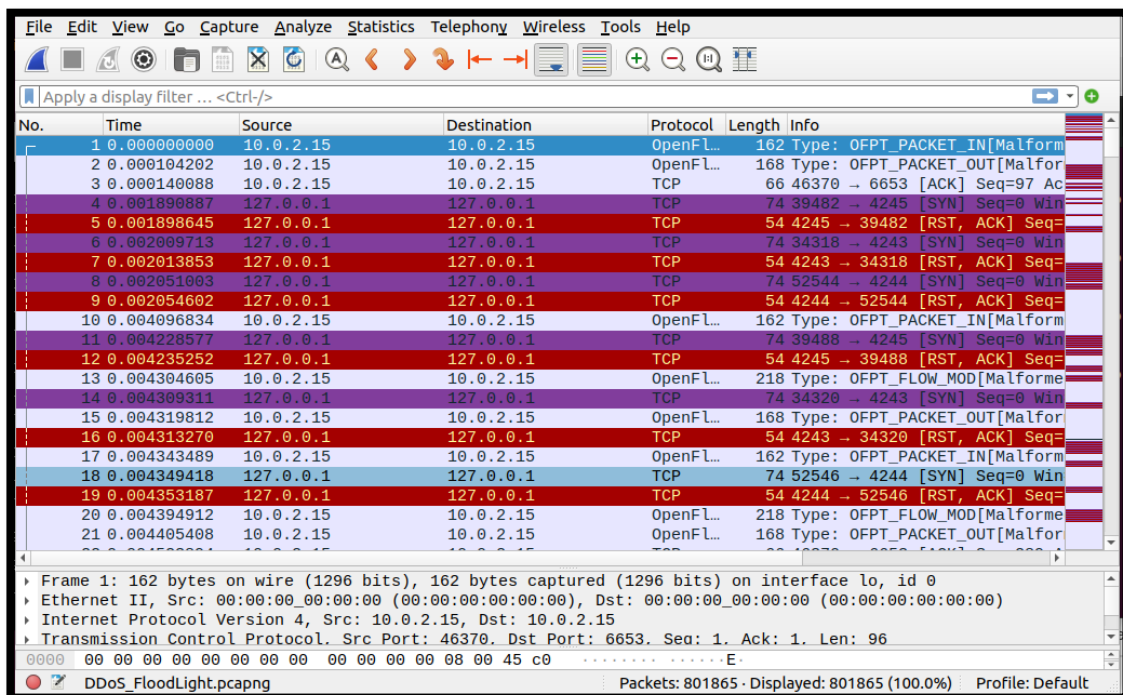 File Edit View Go Capture Analyze Statistics Telephony Wireless Tools Help
Apply a display filter … <Ctrl-/>
No. Time Source Destination Protocol Length Info
1 0.000000000 10.0.2.15 10.0.2.15 OpenFl… 162 Type: OFPT_PACKET_IN[Malform
2 0.000104202 10.0.2.15 10.0.2.15 OpenFl… 168 Type: OFPT_PACKET_OUT[Malfor
3 0.000140088 10.0.2.15 10.0.2.15 TCP 66 46370 → 6653 [ACK] Seq=97 Ac
4 0.001890887 127.0.0.1 127.0.0.1 TCP 74 39482 → 4245 [SYN] Seq=0 Win
5 0.001898645 127.0.0.1 127.0.0.1 TCP 54 4245 → 39482 [RST, ACK] Seq=
6 0.002009713 127.0.0.1 127.0.0.1 TCP 74 34318 → 4243 [SYN] Seq=0 Win
7 0.002013853 127.0.0.1 127.0.0.1 TCP 54 4243 → 34318 [RST, ACK] Seq=
8 0.002051003 127.0.0.1 127.0.0.1 TCP 74 52544 → 4244 [SYN] Seq=0 Win
9 0.002054602 127.0.0.1 127.0.0.1 TCP 54 4244 → 52544 [RST, ACK] Seq=
10 0.004096834 10.0.2.15 10.0.2.15 OpenFl… 162 Type: OFPT_PACKET_IN[Malform
11 0.004228577 127.0.0.1 127.0.0.1 TCP 74 39488 → 4245 [SYN] Seq=0 Win
12 0.004235252 127.0.0.1 127.0.0.1 TCP 54 4245 → 39488 [RST, ACK] Seq=
13 0.004304605 10.0.2.15 10.0.2.15 OpenFl… 218 Type: OFPT_FLOW_MOD[Malforme
14 0.004309311 127.0.0.1 127.0.0.1 TCP 74 34320 → 4243 [SYN] Seq=0 Win
15 0.004319812 10.0.2.15 10.0.2.15 OpenFl… 168 Type: OFPT_PACKET_OUT[Malfor
16 0.004313270 127.0.0.1 127.0.0.1 TCP 54 4243 → 34320 [RST, ACK] Seq=
17 0.004343489 10.0.2.15 10.0.2.15 OpenFl… 162 Type: OFPT_PACKET_IN[Malform
18 0.004349418 127.0.0.1 127.0.0.1 TCP 74 52546 → 4244 [SYN] Seq=0 Win
19 0.004353187 127.0.0.1 127.0.0.1 TCP 54 4244 → 52546 [RST, ACK] Seq=
20 0.004394912 10.0.2.15 10.0.2.15 OpenFl… 218 Type: OFPT_FLOW_MOD[Malforme
21 0.004405408 10.0.2.15 10.0.2.15 OpenFl… 168 Type: OFPT_PACKET_OUT[Malfor
Frame 1: 162 bytes on wire (1296 bits), 162 bytes captured (1296 bits) on interface lo, id 0
Ethernet II, Src: 00:00:00_00:00:00 (00:00:00:00:00:00), Dst: 00:00:00_00:00:00 (00:00:00:00:00:00)
Internet Protocol Version 4, Src: 10.0.2.15, Dst: 10.0.2.15
Transmission Control Protocol, Src Port: 46370, Dst Port: 6653, Seq: 1, Ack: 1, Len: 96
0000 00 00 00 00 00 00 00 00 00 00 00 00 08 00 45 c0 ········ ······E·
DDoS_FloodLight.pcapng Packets: 801865 · Displayed: 801865 (100.0%) Profile: Default